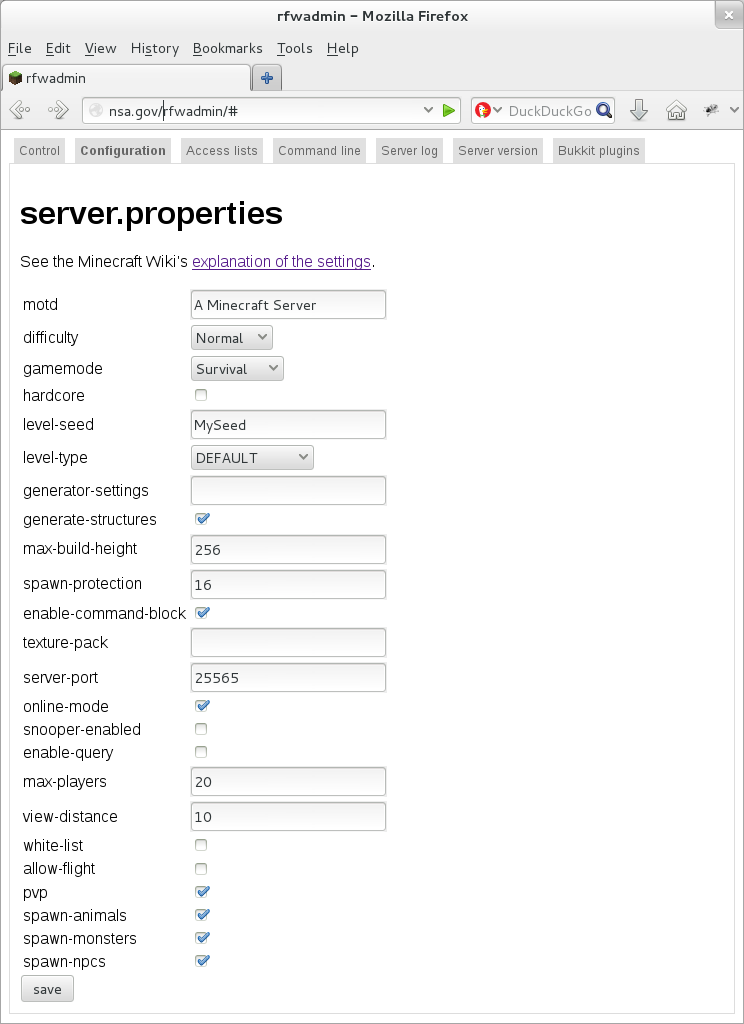 rfwadmin - Mozilla Firefox
File Edit View History Bookmarks Tools Help
rfwadmin
nsa.gov/rfwadmin/# DuckDuckGo
Control Configuration Access lists Command line Server log Server version Bukkit plugins
server.properties
See the Minecraft Wiki's explanation of the settings.
motd A Minecraft Server
difficulty Normal
gamemode Survival
hardcore
level-seed MySeed
level-type DEFAULT
generator-settings
generate-structures
max-build-height 256
spawn-protection 16
enable-command-block
texture-pack
server-port 25565
online-mode
snooper-enabled
enable-query
max-players 20
view-distance 10
white-list
allow-flight
pvp
spawn-animals
spawn-monsters
spawn-npcs
save